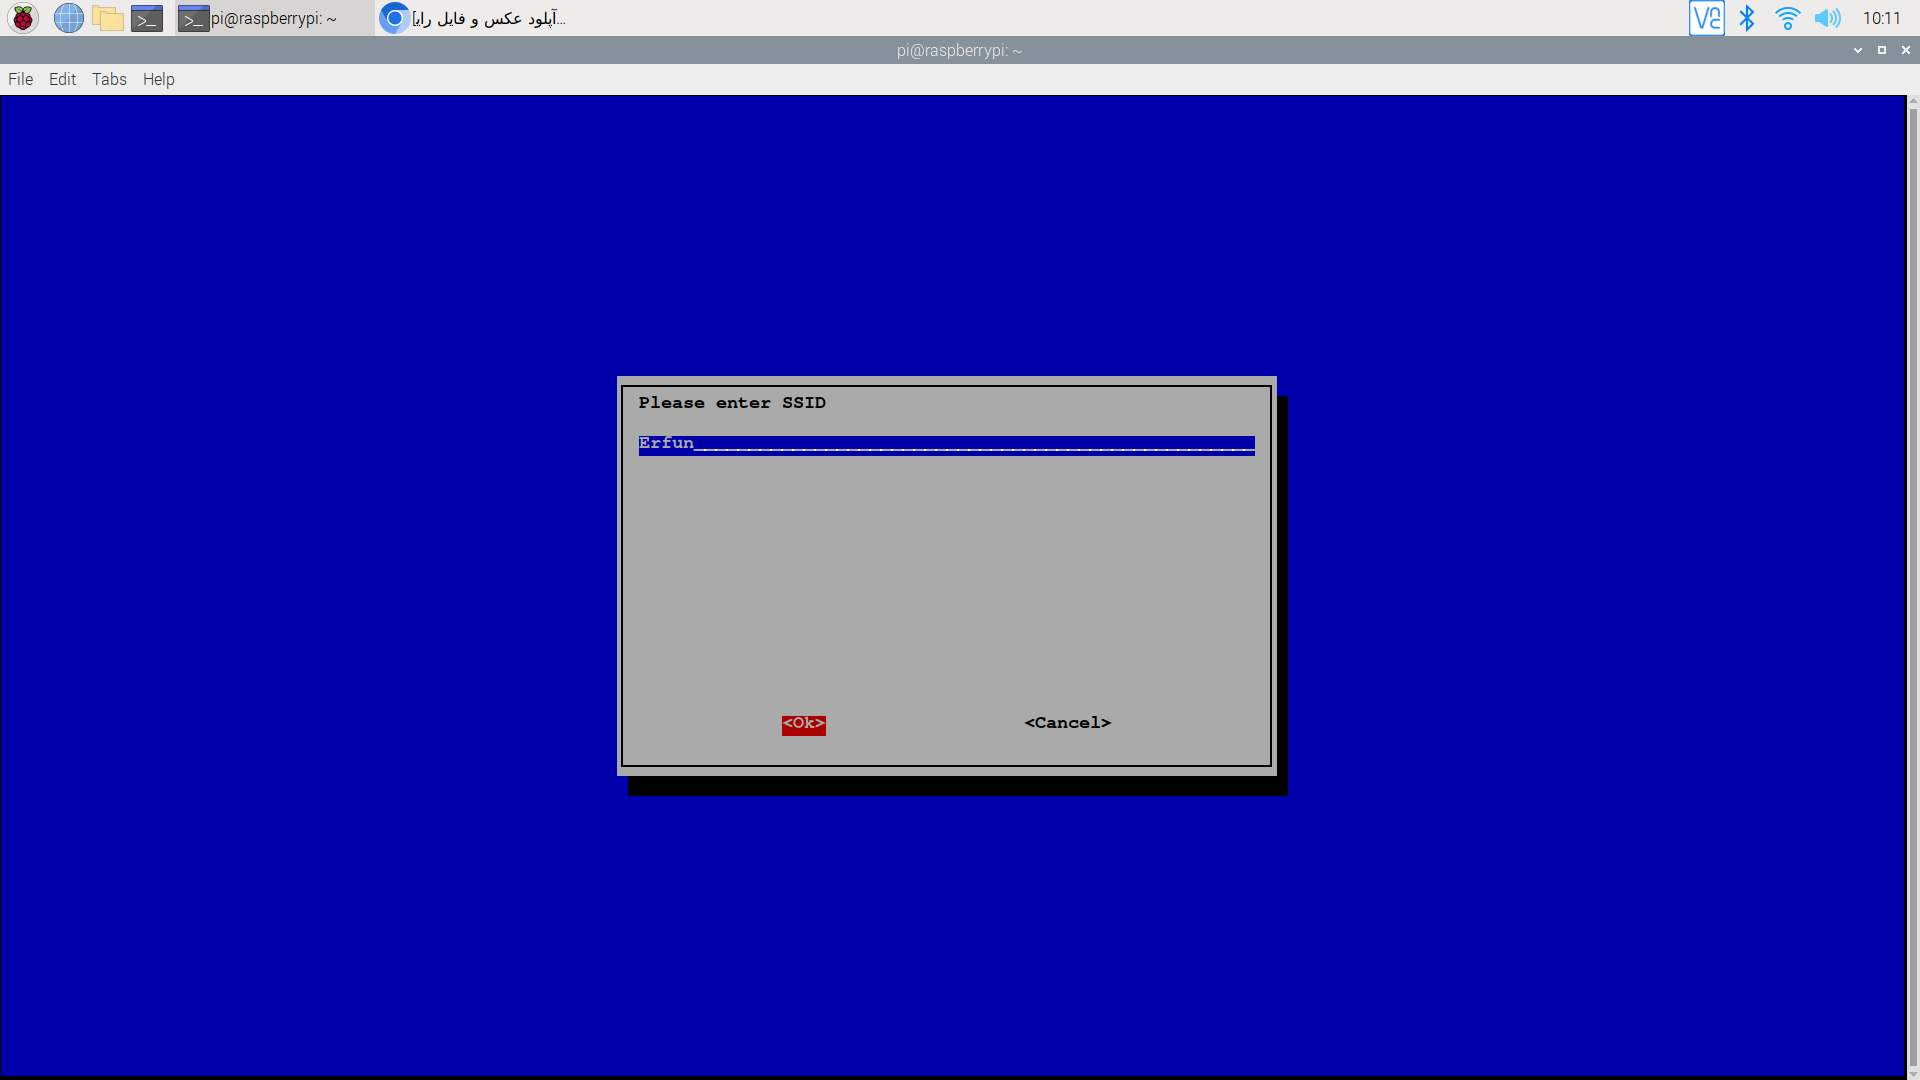 pi@raspberrypi: ~
آپلود عکس و فایل رای]...
10:11
pi@raspberrypi: ~
File Edit Tabs Help
Please enter SSID
Erfun
<Ok> <Cancel>